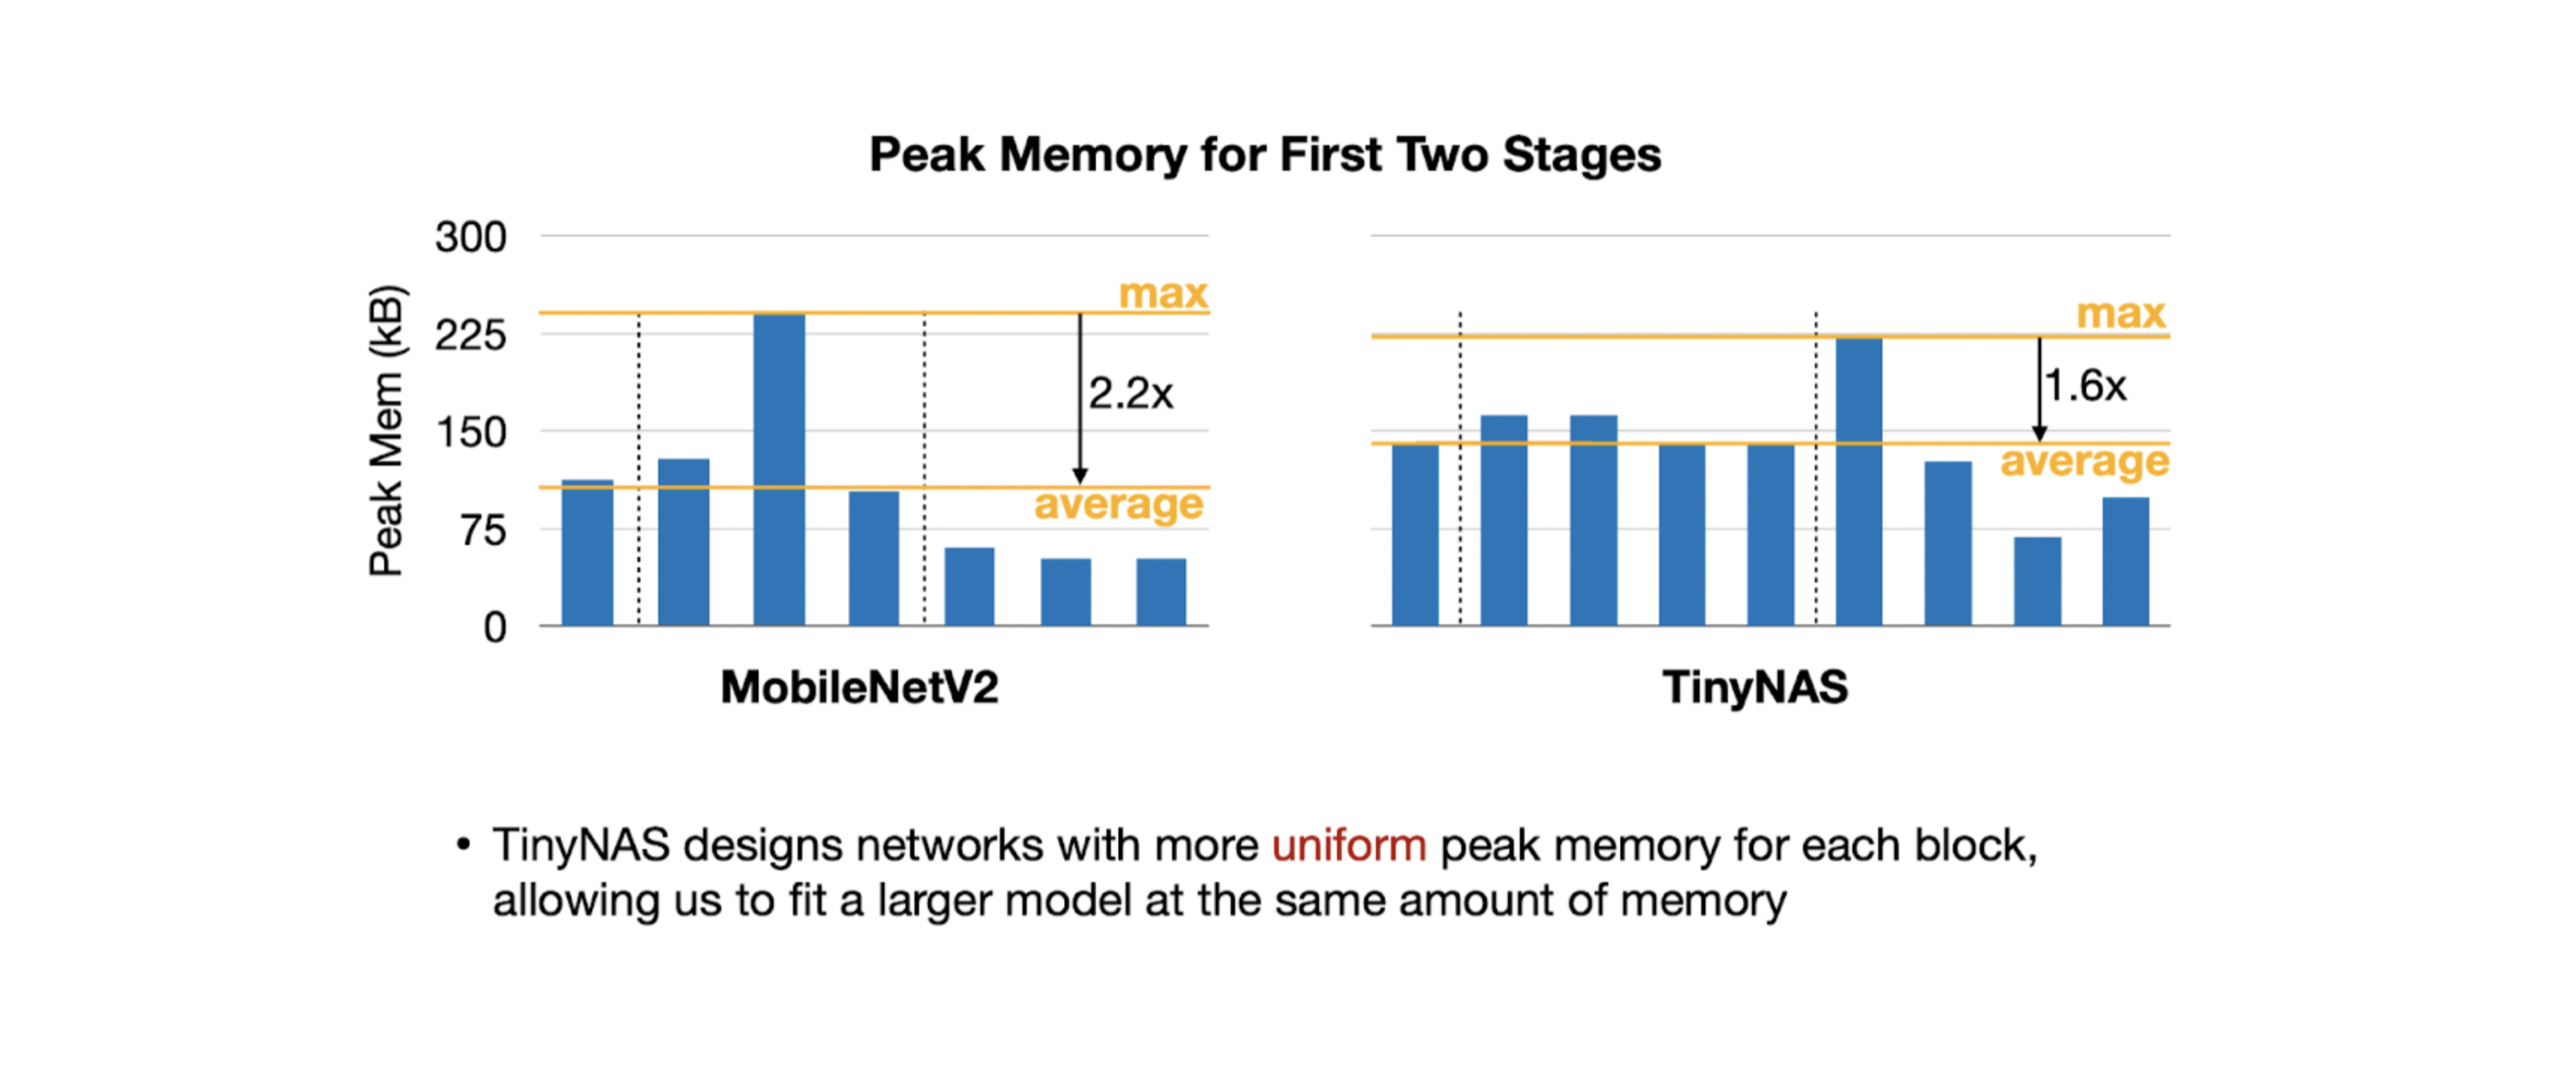 Peak Memory for First Two Stages
Peak Mem (kB)
300
225
150
75
0
max
2.2x
average
MobileNetV2
max
1.6x
average
TinyNAS
• TinyNAS designs networks with more uniform peak memory for each block,
allowing us to fit a larger model at the same amount of memory